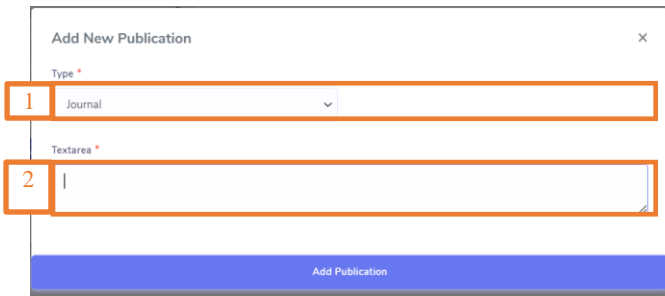 Add New Publication ×
Type *
1 Journal
Textarea *
2
Add Publication